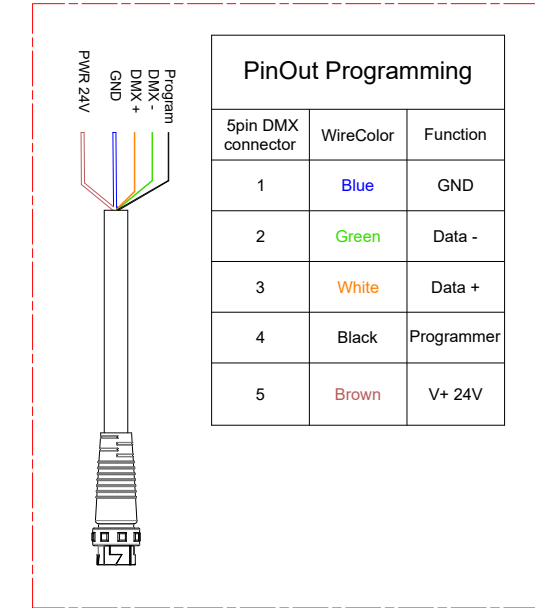 PWR 24V
GND
DMX +
DMX -
Program
PinOut Programming
5pin DMX
connector
WireColor
Function
1
Blue
GND
2
Green
Data -
3
White
Data +
4
Black
Programmer
5
Brown
V+ 24V